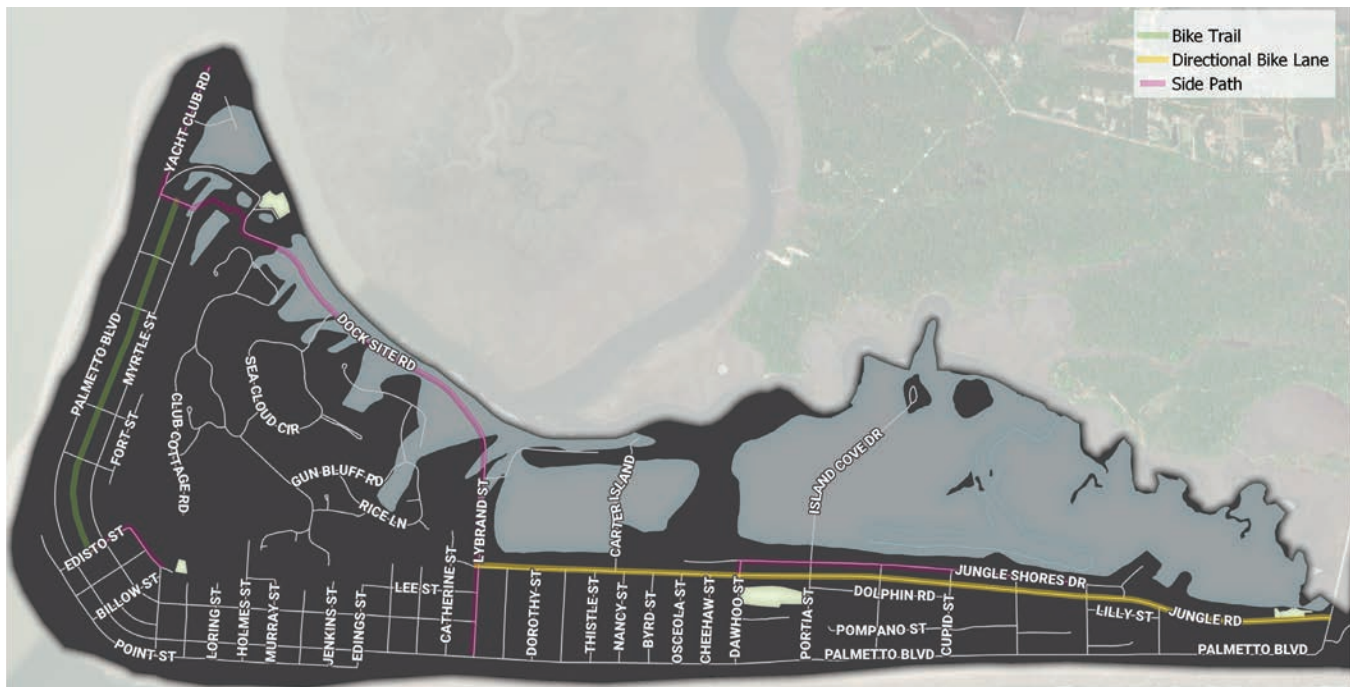 Bike Trail
Directional Bike Lane
Side Path
YACHT CLUB RD
PALMETTO BLVD
MYRTLE ST
DOCK SITE RD
SEA CLOUD CIR
CLUB COTTAGE RD
FORT ST
GUN BLUFF RD
RICE LN
EDISTO ST
BILLOW ST
POINT ST
LORING ST
HOLMES ST
MURRAY ST
JENKINS ST
EDINGS ST
LEE ST
CATHERINE ST
LYBRAND ST
DOROTHY ST
CARTER ISLAND
THISTLE ST
NANCY ST
BYRD ST
OSCEOLA ST
CHEEHAW ST
DAWHOO ST
ISLAND COVE DR
PORTIA ST
JUNGLE SHORES DR
DOLPHIN RD
POMPANO ST
CUPID ST
PALMETTO BLVD
LILLY ST
JUNGLE RD
PALMETTO BLVD